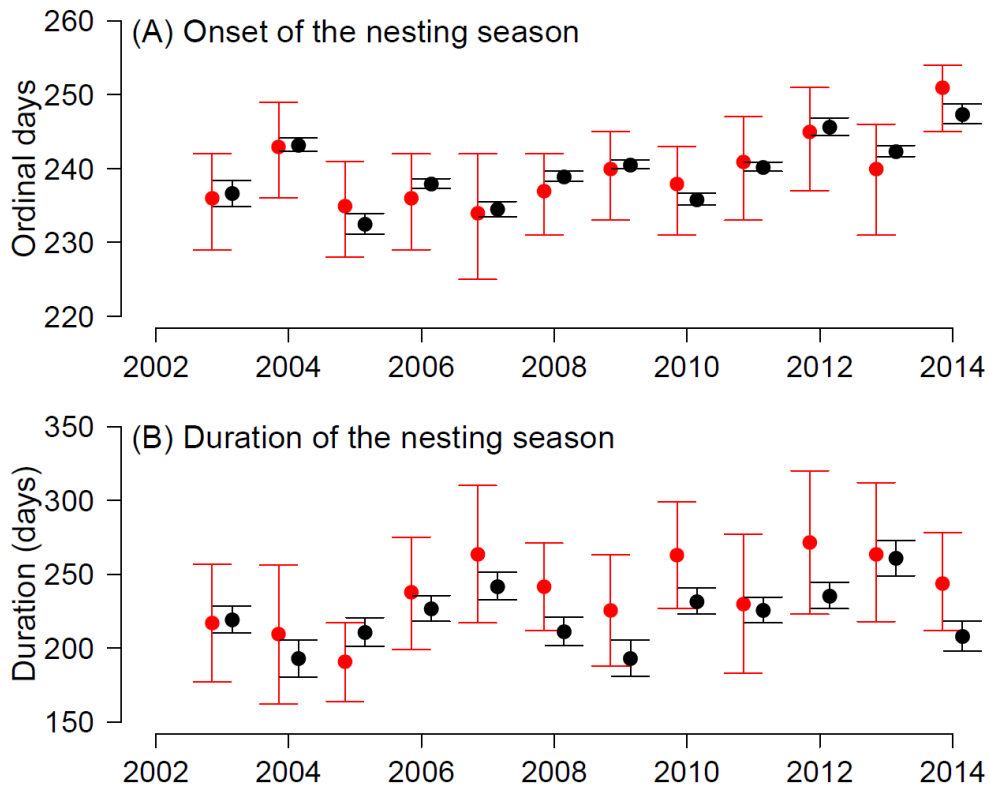 (A) Onset of the nesting season
Ordinal days
260
250
240
230
220
2002 2004 2006 2008 2010 2012 2014
(B) Duration of the nesting season
Duration (days)
350
300
250
200
150
2002 2004 2006 2008 2010 2012 2014